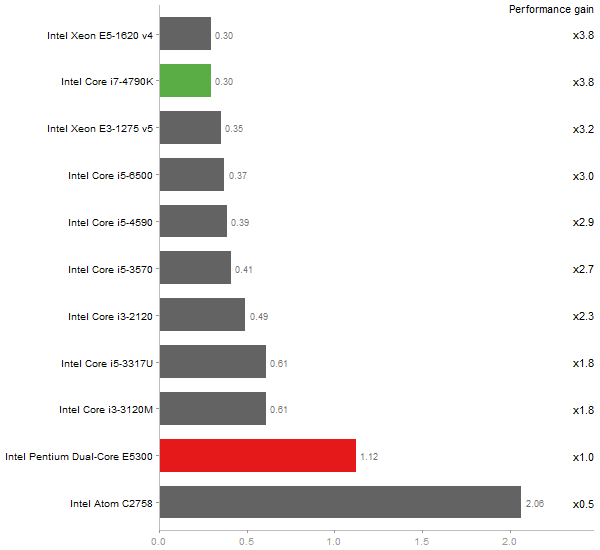 Performance gain
Intel Xeon E5-1620 v4 0.30 x3.8
Intel Core i7-4790K 0.30 x3.8
Intel Xeon E3-1275 v5 0.35 x3.2
Intel Core i5-6500 0.37 x3.0
Intel Core i5-4590 0.39 x2.9
Intel Core i5-3570 0.41 x2.7
Intel Core i3-2120 0.49 x2.3
Intel Core i5-3317U 0.61 x1.8
Intel Core i3-3120M 0.61 x1.8
Intel Pentium Dual-Core E5300 1.12 x1.0
Intel Atom C2758 2.06 x0.5
0.0 0.5 1.0 1.5 2.0